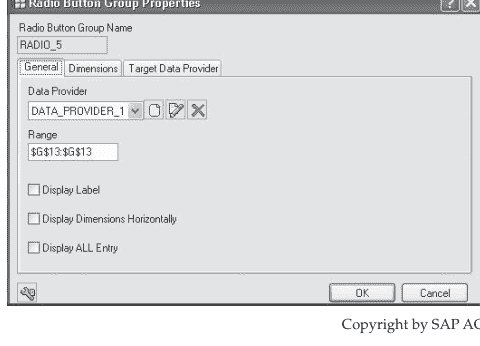 Radio Button Group Properties
Radio Button Group Name
RADIO_5
General Dimensions Target Data Provider
Data Provider
DATA_PROVIDER_1
Range
$G$13:$G$13
Display Label
Display Dimensions Horizontally
Display ALL Entry
OK Cancel
Copyright by SAP AG